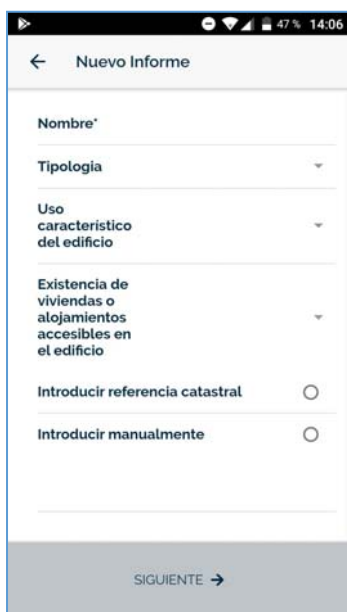 47 % 14:06
Nuevo Informe
Nombre*
Tipologia
Uso
característico
del edificio
Existencia de
viviendas o
alojamientos
accesibles en
el edificio
Introducir referencia catastral
Introducir manualmente
SIGUIENTE